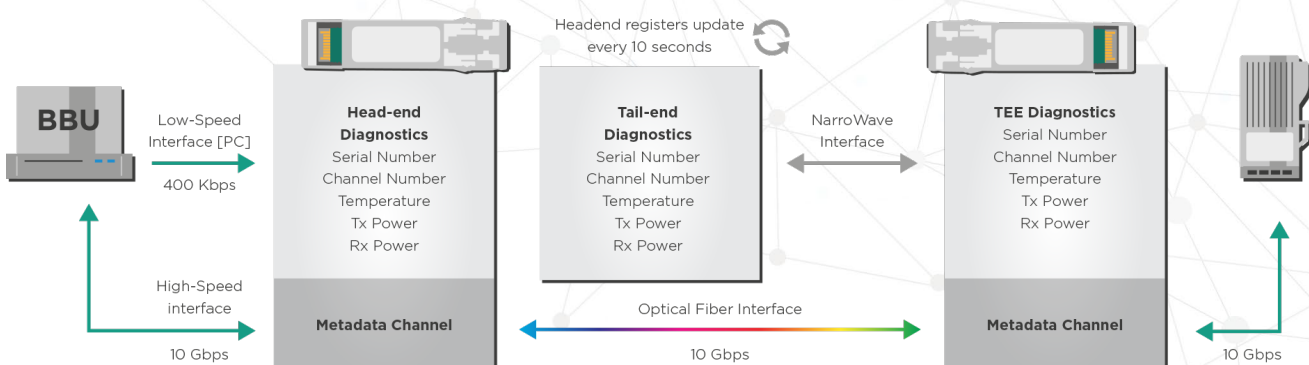 BBU
Low-Speed
Interface [PC]
400 Kbps
High-Speed
interface
10 Gbps
Head-end
Diagnostics
Serial Number
Channel Number
Temperature
Tx Power
Rx Power
Metadata Channel
Headend registers update
every 10 seconds
Tail-end
Diagnostics
Serial Number
Channel Number
Temperature
Tx Power
Rx Power
NarroWave
Interface
Optical Fiber Interface
10 Gbps
TEE Diagnostics
Serial Number
Channel Number
Temperature
Tx Power
Rx Power
Metadata Channel
10 Gbps